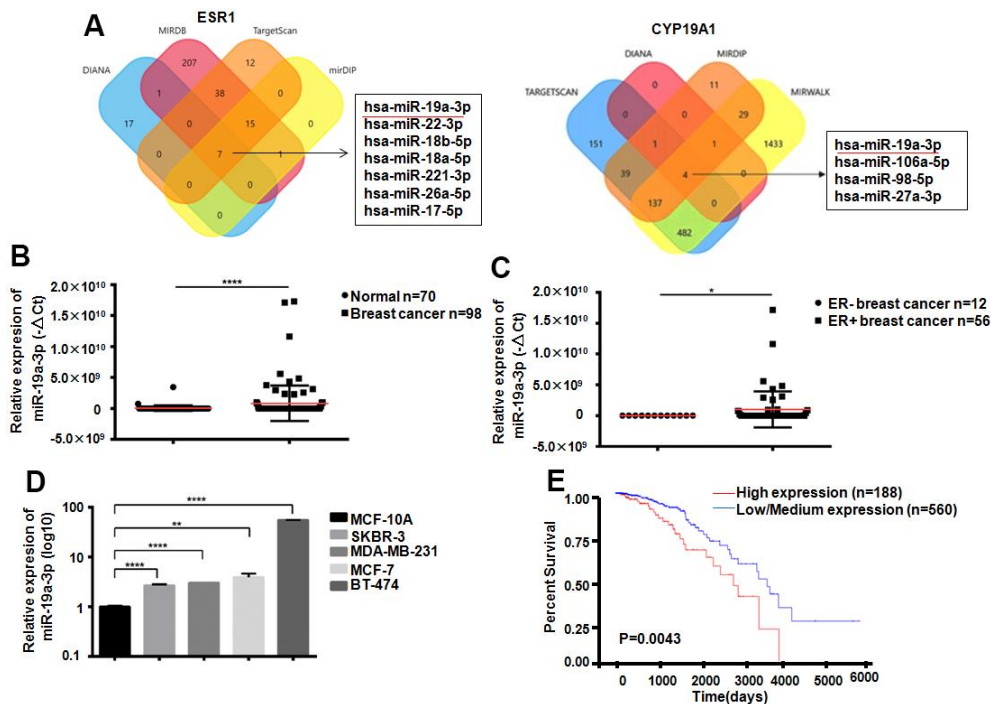 A
ESR1
MIRDB
TargetScan
DIANA
mirDIP
207
12
1
38
0
17
0
15
0
0
7
1
0
0
0
hsa-miR-19a-3p
hsa-miR-22-3p
hsa-miR-18b-5p
hsa-miR-18a-5p
hsa-miR-221-3p
hsa-miR-26a-5p
hsa-miR-17-5p
CYP19A1
DIANA
MIRDIP
TARGETSCAN
MIRWALK
0
11
0
0
29
151
1
1
1433
39
4
0
137
0
482
hsa-miR-19a-3p
hsa-miR-106a-5p
hsa-miR-98-5p
hsa-miR-27a-3p
B
Relative expresion of
miR-19a-3p (-△Ct)
2.0×10¹⁰
1.5×10¹⁰
1.0×10¹⁰
5.0×10⁹
0
-5.0×10⁹
****
Normal n=70
Breast cancer n=98
C
Relative expresion of
miR-19a-3p (-△Ct)
2.0×10¹⁰
1.5×10¹⁰
1.0×10¹⁰
5.0×10⁹
0
-5.0×10⁹
*
ER- breast cancer n=12
ER+ breast cancer n=56
D
Relative expresion of
miR-19a-3p (log10)
100
10
1
0.1
****
**
****
****
MCF-10A
SKBR-3
MDA-MB-231
MCF-7
BT-474
E
Percent Survival
1.00
0.75
0.50
0.25
0.00
High expression (n=188)
Low/Medium expression (n=560)
P=0.0043
0
1000
2000
3000
4000
5000
6000
Time(days)